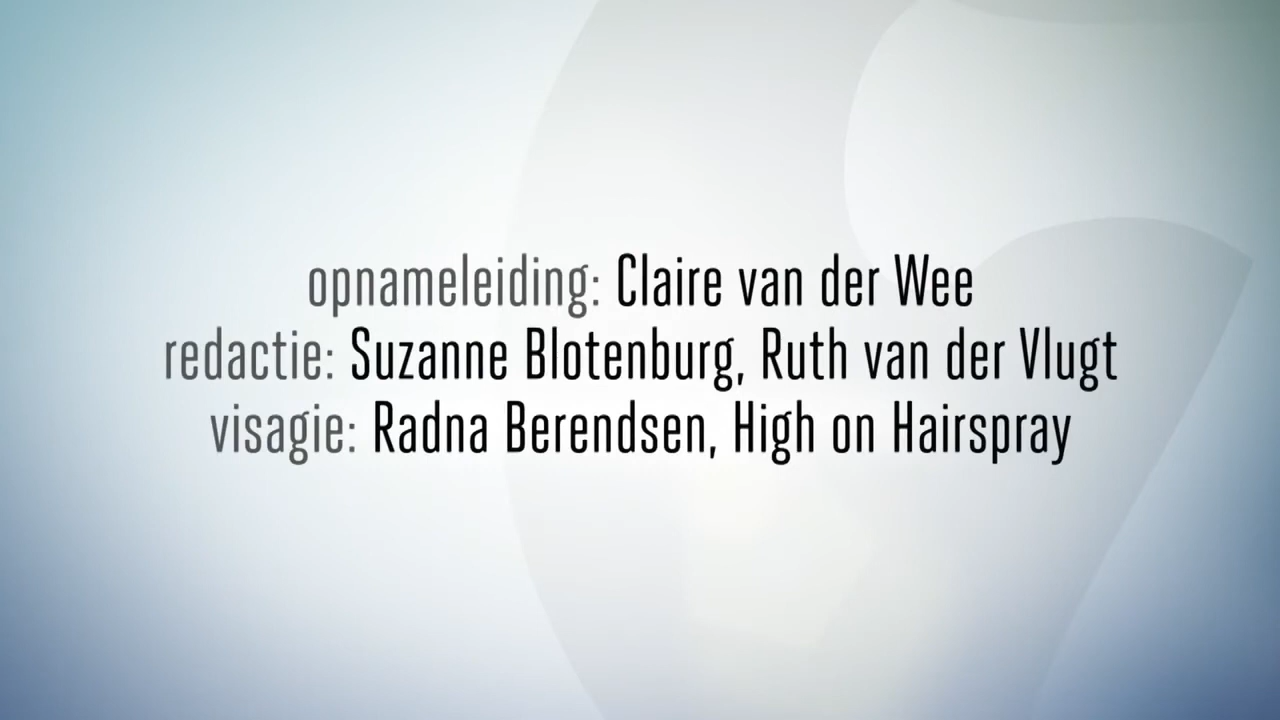 opnameleiding: Claire van der Wee
redactie: Suzanne Blotenburg, Ruth van der Vlugt
visagie: Radna Berendsen, High on Hairspray